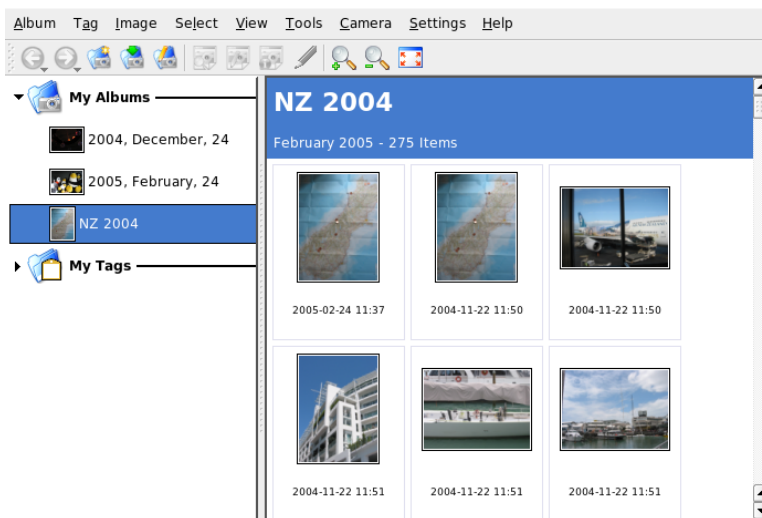 Album Tag Image Select View Tools Camera Settings Help
My Albums
2004, December, 24
2005, February, 24
NZ 2004
My Tags
NZ 2004
February 2005 - 275 Items
2005-02-24 11:37 2004-11-22 11:50 2004-11-22 11:50
2004-11-22 11:51 2004-11-22 11:51 2004-11-22 11:51